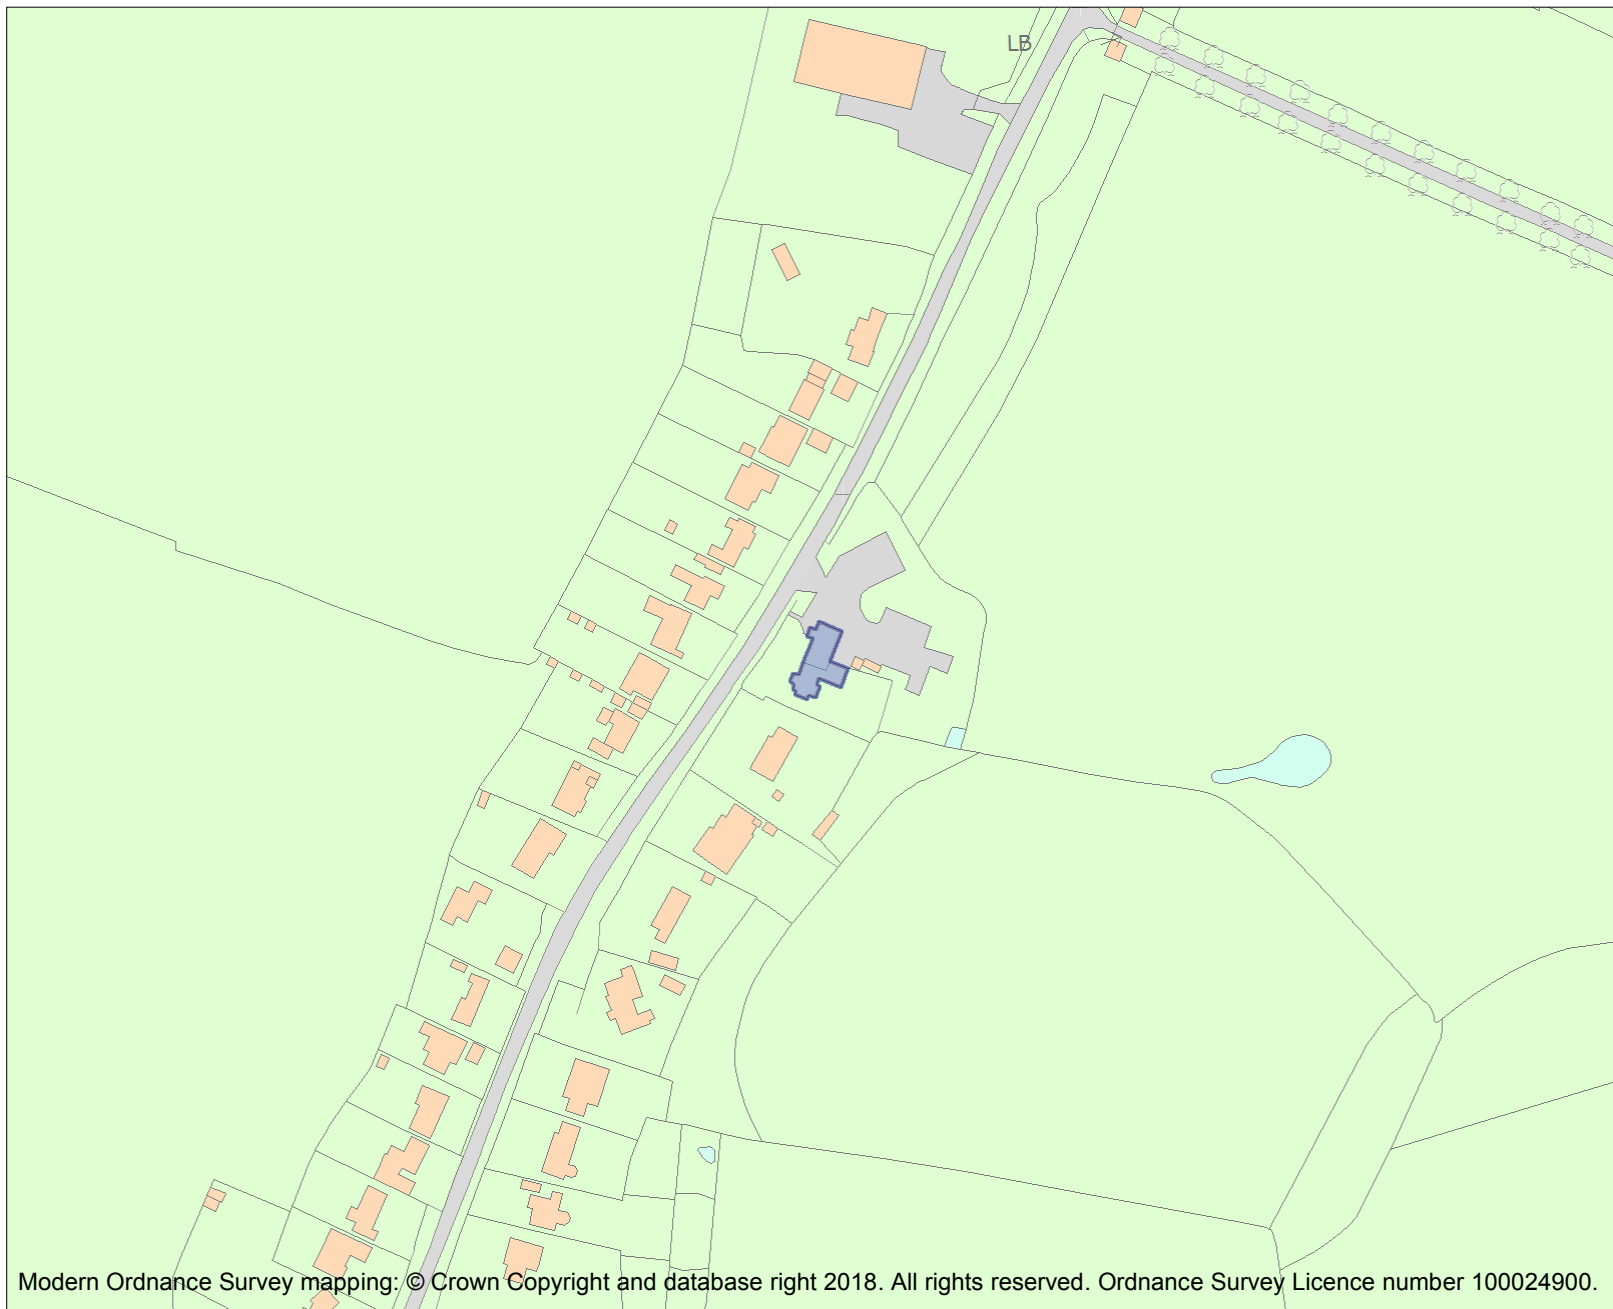 LB
Modern Ordnance Survey mapping: © Crown Copyright and database right 2018. All rights reserved. Ordnance Survey Licence number 100024900.